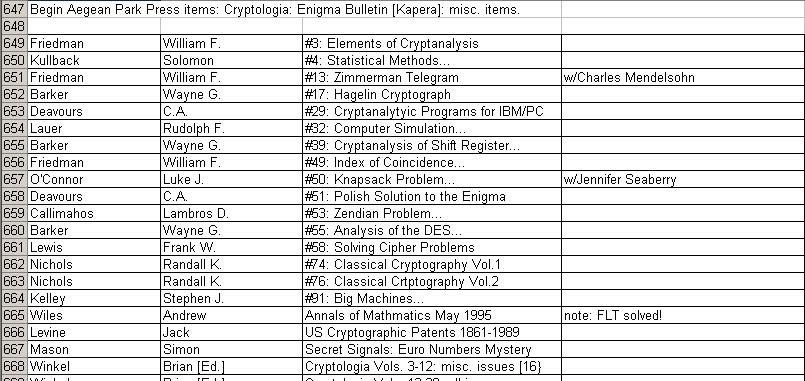 647 Begin Aegean Park Press items: Cryptologia: Enigma Bulletin [Kapera]: misc. items.
648
649 Friedman William F. #3: Elements of Cryptanalysis
650 Kullback Solomon #4: Statistical Methods...
651 Friedman William F. #13: Zimmerman Telegram w/Charles Mendelsohn
652 Barker Wayne G. #17: Hagelin Cryptograph
653 Deavours C.A. #29: Cryptanalytyic Programs for IBM/PC
654 Lauer Rudolph F. #32: Computer Simulation...
655 Barker Wayne G. #39: Cryptanalysis of Shift Register...
656 Friedman William F. #49: Index of Coincidence...
657 O'Connor Luke J. #50: Knapsack Problem... w/Jennifer Seaberry
658 Deavours C.A. #51: Polish Solution to the Enigma
659 Callimahos Lambros D. #53: Zendian Problem...
660 Barker Wayne G. #55: Analysis of the DES...
661 Lewis Frank W. #58: Solving Cipher Problems
662 Nichols Randall K. #74: Classical Cryptography Vol.1
663 Nichols Randall K. #76: Classical Crtptography Vol.2
664 Kelley Stephen J. #91: Big Machines...
665 Wiles Andrew Annals of Mathmatics May 1995 note: FLT solved!
666 Levine Jack US Cryptographic Patents 1861-1989
667 Mason Simon Secret Signals: Euro Numbers Mystery
668 Winkel Brian [Ed.] Cryptologia Vols. 3-12: misc. issues [16}